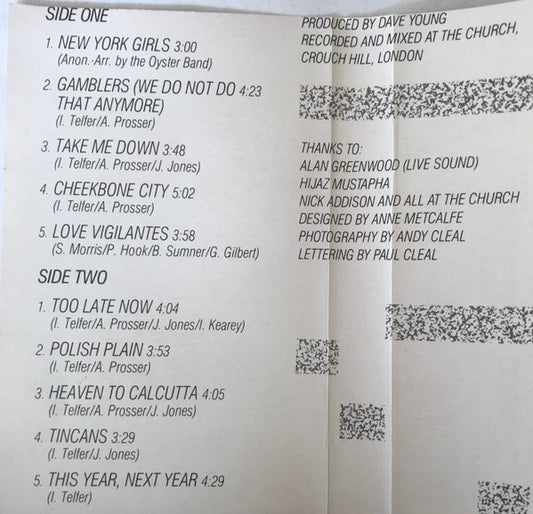 SIDE ONE
1. NEW YORK GIRLS 3:00
(Anon.-Arr. by the Oyster Band)
2. GAMBLERS (WE DO NOT DO 4:23
THAT ANYMORE)
(I. Telfer/A. Prosser)
3. TAKE ME DOWN 3:48
(I. Telfer/A. Prosser/J. Jones)
4. CHEEKBONE CITY 5:02
(I. Telfer/A. Prosser)
5. LOVE VIGILANTES 3:58
(S. Morris/P. Hook/B. Sumner/G. Gilbert)
SIDE TWO
1. TOO LATE NOW 4:04
(I. Telfer/A. Prosser/J. Jones/I. Kearey)
2. POLISH PLAIN 3:53
(I. Telfer/A. Prosser)
3. HEAVEN TO CALCUTTA 4:05
(I. Telfer/A. Prosser/J. Jones)
4. TINCANS 3:29
(I. Telfer/J. Jones)
5. THIS YEAR, NEXT YEAR 4:29
(I. Telfer)
PRODUCED BY DAVE YOUNG
RECORDED AND MIXED AT THE CHURCH,
CROUCH HILL, LONDON
THANKS TO:
ALAN GREENWOOD (LIVE SOUND)
HIJAZ MUSTAPHA
NICK ADDISON AND ALL AT THE CHURCH
DESIGNED BY ANNE METCALFE
PHOTOGRAPHY BY ANDY CLEAL
LETTERING BY PAUL CLEAL